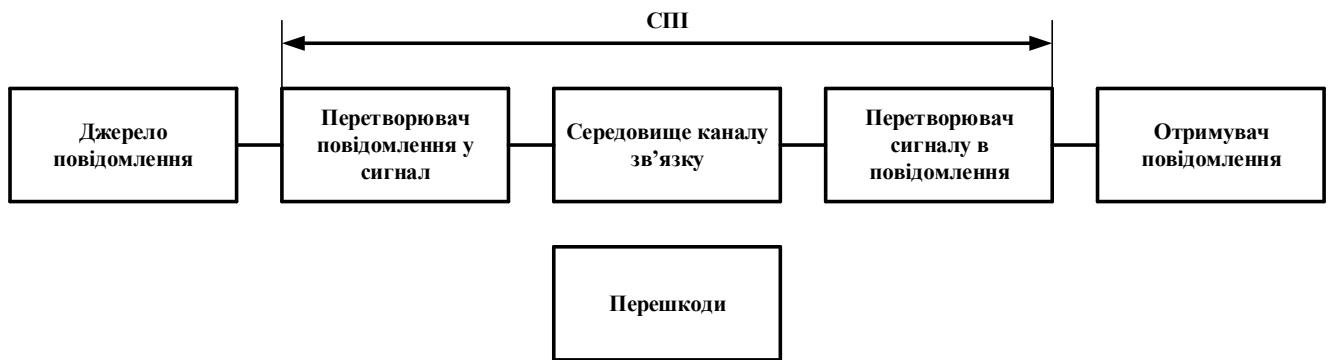 СПІ
Джерело
повідомлення
Перетворювач
повідомлення у
сигнал
Середовище каналу
зв’язку
Перетворювач
сигналу в
повідомлення
Отримувач
повідомлення
Перешкоди